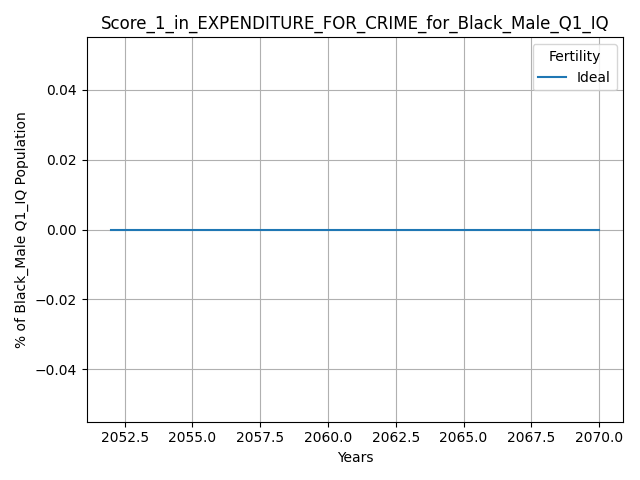 Score_1_in_EXPENDITURE_FOR_CRIME_for_Black_Male_Q1_IQ
Fertility
Ideal
% of Black_Male Q1_IQ Population
0.04
0.02
0.00
−0.02
−0.04
2052.5 2055.0 2057.5 2060.0 2062.5 2065.0 2067.5 2070.0
Years